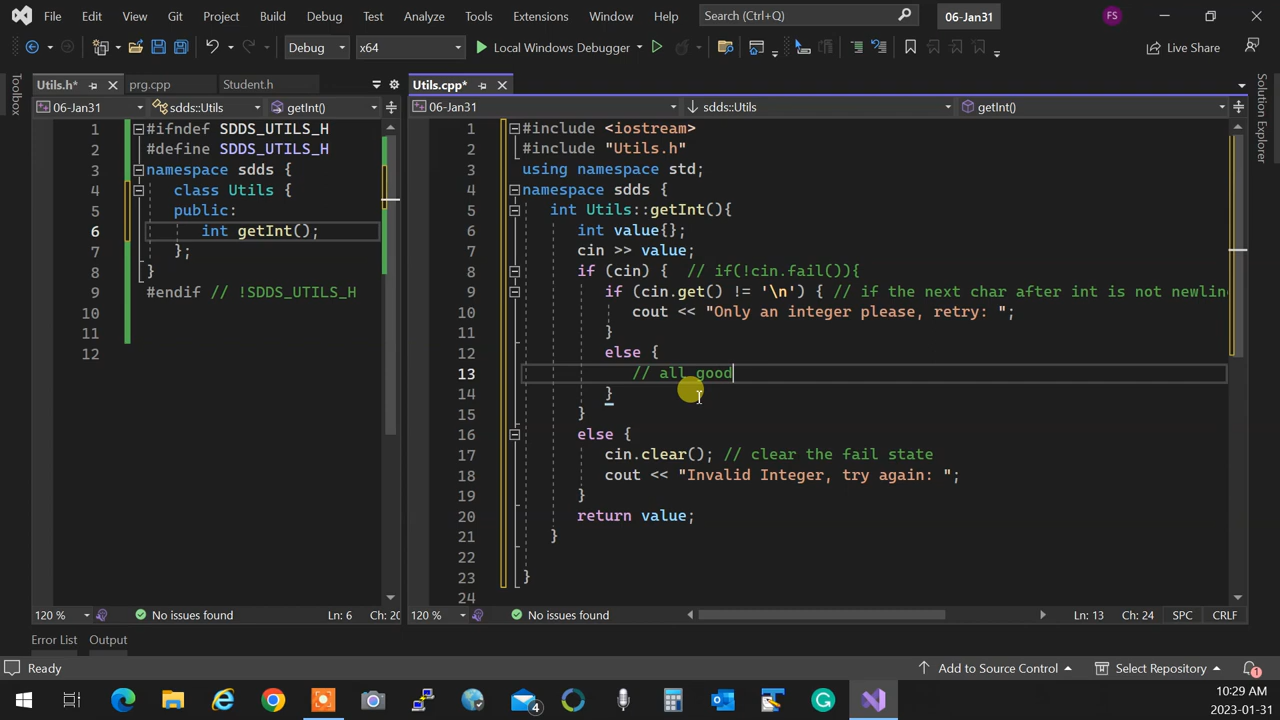 File Edit View Git Project Build Debug Test Analyze Tools Extensions Window Help Search (Ctrl+Q) 06-Jan31 FS
Debug x64 Local Windows Debugger Live Share
Utils.h* prg.cpp Student.h Utils.cpp*
06-Jan31 sdds::Utils getInt() 06-Jan31 sdds::Utils getInt()
Toolbox
1 #ifndef SDDS_UTILS_H
2 #define SDDS_UTILS_H
3 namespace sdds {
4 class Utils {
5 public:
6 int getInt();
7 };
8 }
9 #endif // !SDDS_UTILS_H
10
11
12
1 #include <iostream>
2 #include "Utils.h"
3 using namespace std;
4 namespace sdds {
5 int Utils::getInt(){
6 int value{};
7 cin >> value;
8 if (cin) { // if(!cin.fail()){
9 if (cin.get() != '\n') { // if the next char after int is not newlin
10 cout << "Only an integer please, retry: ";
11 }
12 else {
13 // all good
14 }
15 }
16 else {
17 cin.clear(); // clear the fail state
18 cout << "Invalid Integer, try again: ";
19 }
20 return value;
21 }
22
23 }
24
Solution Explorer
120 % No issues found Ln: 6 Ch: 20
120 % No issues found Ln: 13 Ch: 24 SPC CRLF
Error List Output
Ready Add to Source Control Select Repository 1
4
10:29 AM
2023-01-31